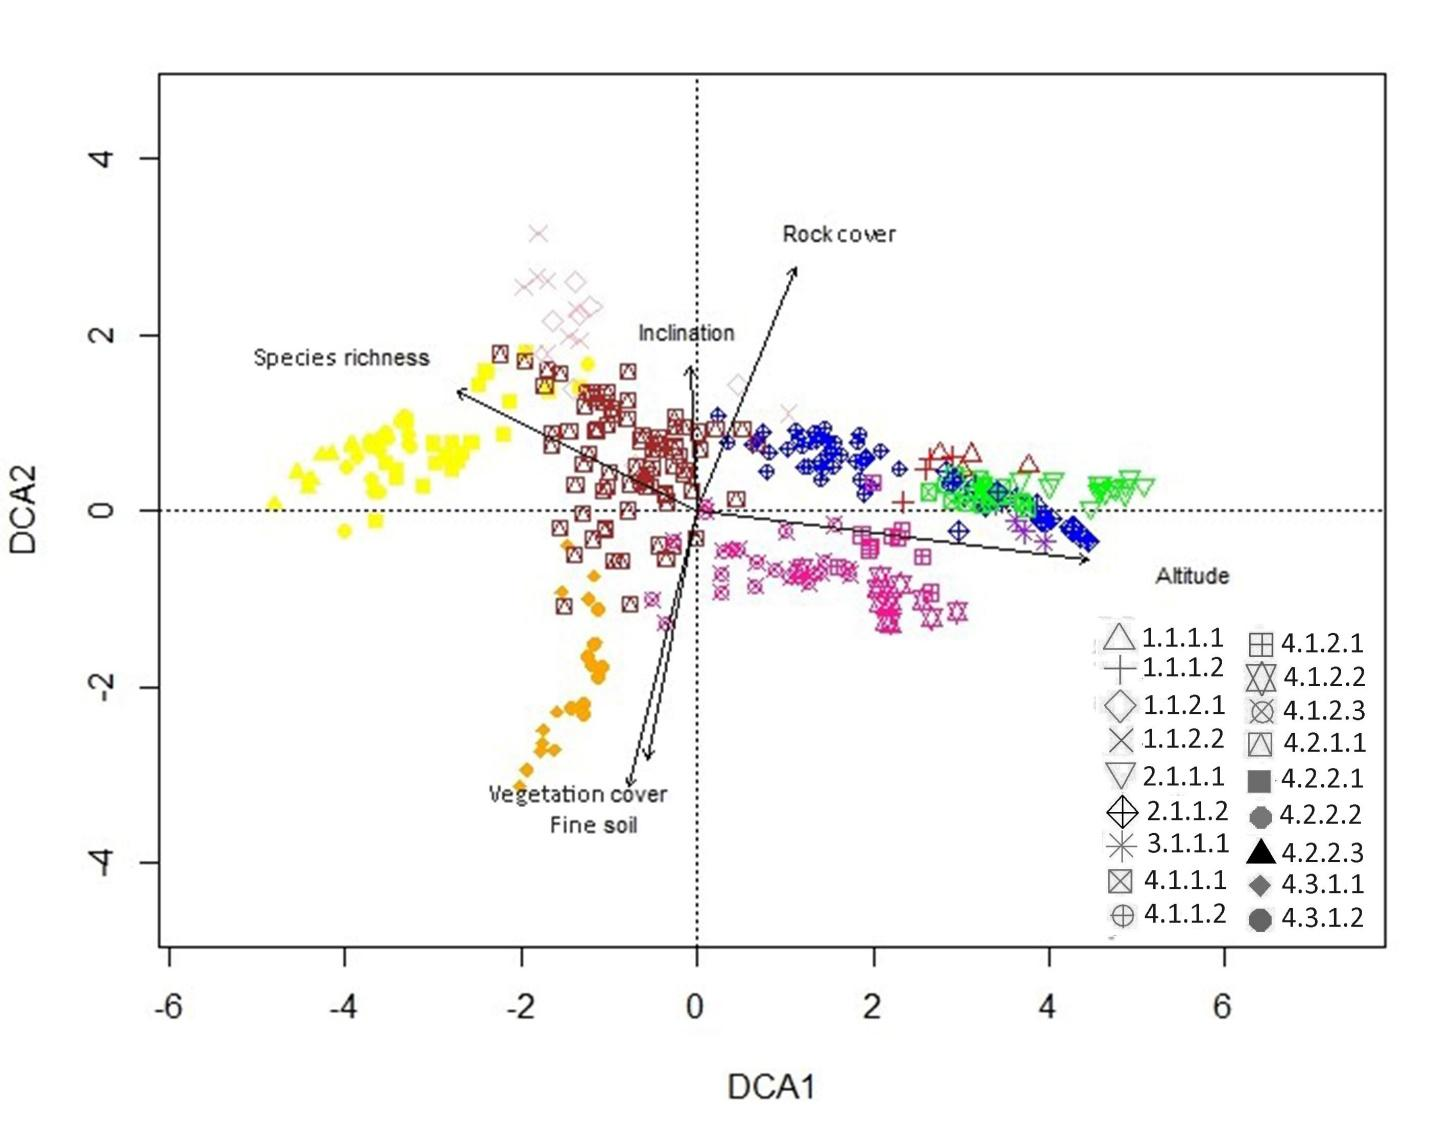 4
2
0
-2
-4
DCA2
Rock cover
Inclination
Species richness
Altitude
Vegetation cover
Fine soil
1.1.1.1
1.1.1.2
1.1.2.1
1.1.2.2
2.1.1.1
2.1.1.2
3.1.1.1
4.1.1.1
4.1.1.2
4.1.2.1
4.1.2.2
4.1.2.3
4.2.1.1
4.2.2.1
4.2.2.2
4.2.2.3
4.3.1.1
4.3.1.2
-6 -4 -2 0 2 4 6
DCA1